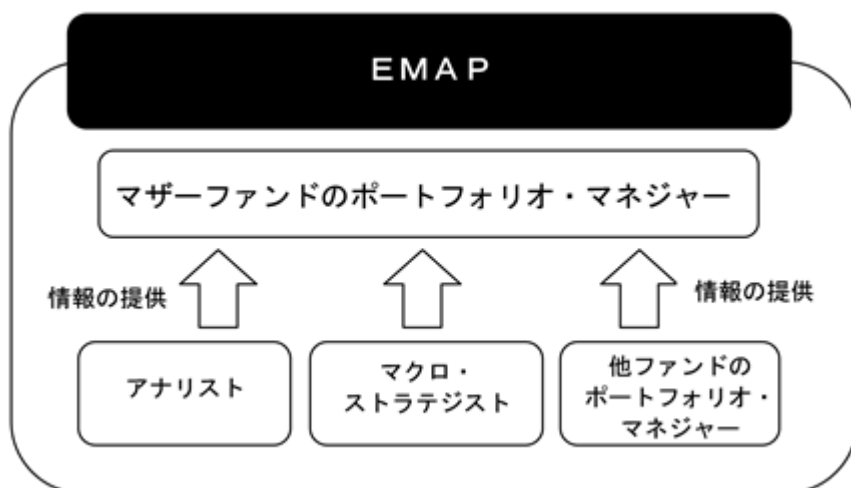 ＥＭＡＰ
マザーファンドのポートフォリオ・マネジャー
情報の提供
情報の提供
アナリスト
マクロ・
ストラテジスト
他ファンドの
ポートフォリオ・
マネジャー